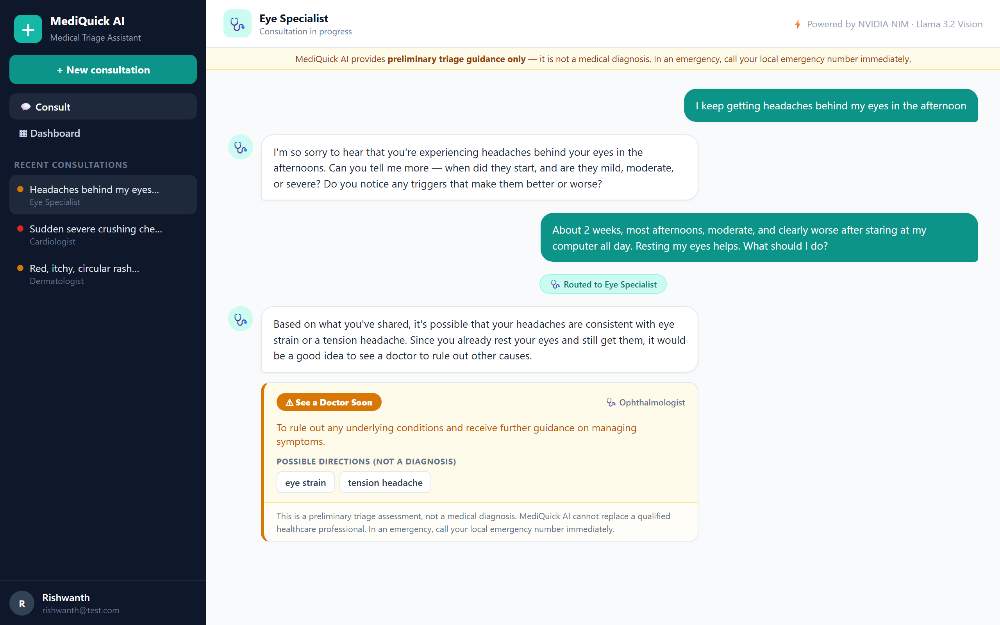 MediQuick AI
Medical Triage Assistant
+ New consultation
Consult
Dashboard
RECENT CONSULTATIONS
Headaches behind my eyes...
Eye Specialist
Sudden severe crushing che...
Cardiologist
Red, itchy, circular rash...
Dermatologist
R
Rishwanth
rishwanth@test.com
Eye Specialist
Consultation in progress
Powered by NVIDIA NIM · Llama 3.2 Vision
MediQuick AI provides preliminary triage guidance only — it is not a medical diagnosis. In an emergency, call your local emergency number immediately.
I keep getting headaches behind my eyes in the afternoon
I'm so sorry to hear that you're experiencing headaches behind your eyes in the
afternoons. Can you tell me more — when did they start, and are they mild, moderate,
or severe? Do you notice any triggers that make them better or worse?
About 2 weeks, most afternoons, moderate, and clearly worse after staring at my
computer all day. Resting my eyes helps. What should I do?
Routed to Eye Specialist
Based on what you've shared, it's possible that your headaches are consistent with eye
strain or a tension headache. Since you already rest your eyes and still get them, it would
be a good idea to see a doctor to rule out other causes.
⚠ See a Doctor Soon
Ophthalmologist
To rule out any underlying conditions and receive further guidance on managing
symptoms.
POSSIBLE DIRECTIONS (NOT A DIAGNOSIS)
eye strain
tension headache
This is a preliminary triage assessment, not a medical diagnosis. MediQuick AI cannot replace a qualified
healthcare professional. In an emergency, call your local emergency number immediately.